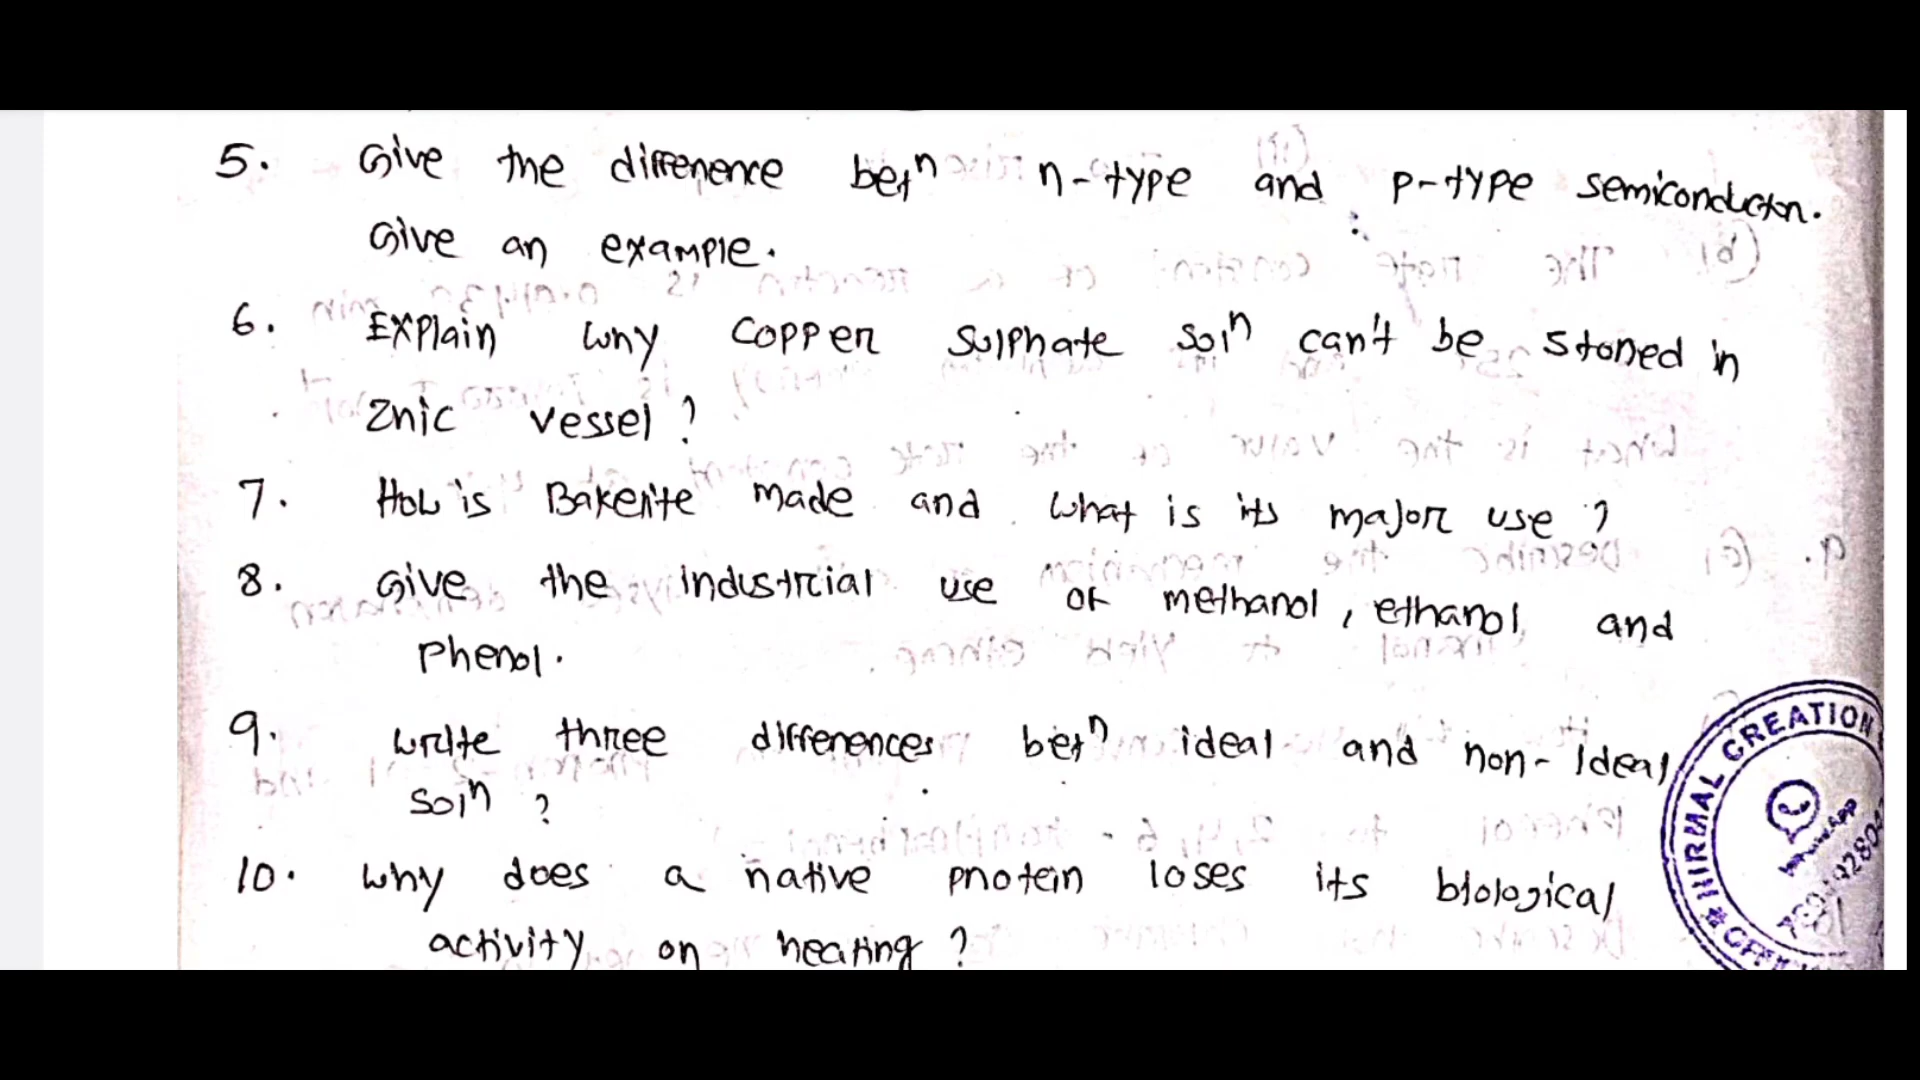 5. Give the difference betⁿ n-type and p-type semiconductor.
Give an example.
6. Explain why copper sulphate solⁿ can't be stored in
Znic vessel?
7. How is Bakelite made and what is its major use?
8. Give the industrial use of methanol, ethanol and
phenol.
9. Write three differences betⁿ ideal and non-ideal
solⁿ ?
10. Why does a native protein loses its biological
activity on heating ?
HIRMAL CREATION
WhatsApp